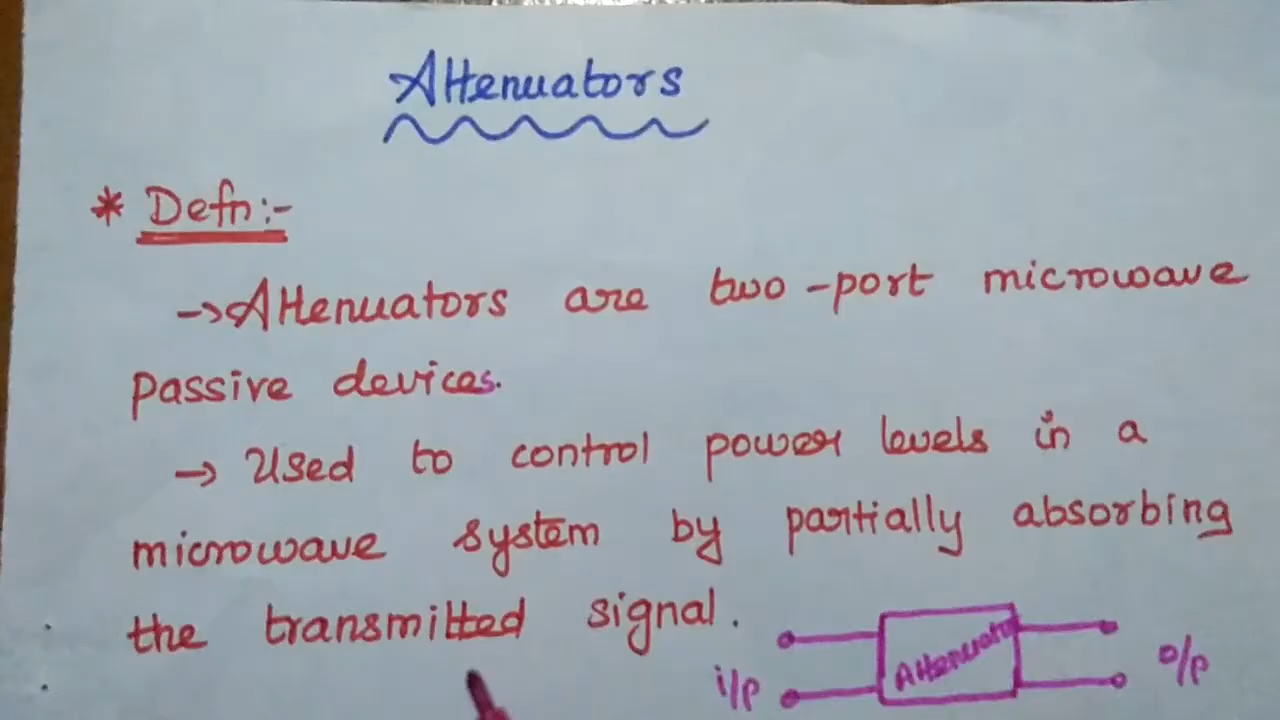 Attenuators
* Defn:-
→Attenuators are two-port microwave
passive devices.
→ Used to control power levels in a
microwave system by partially absorbing
the transmitted signal.
i/p Attenuator o/p